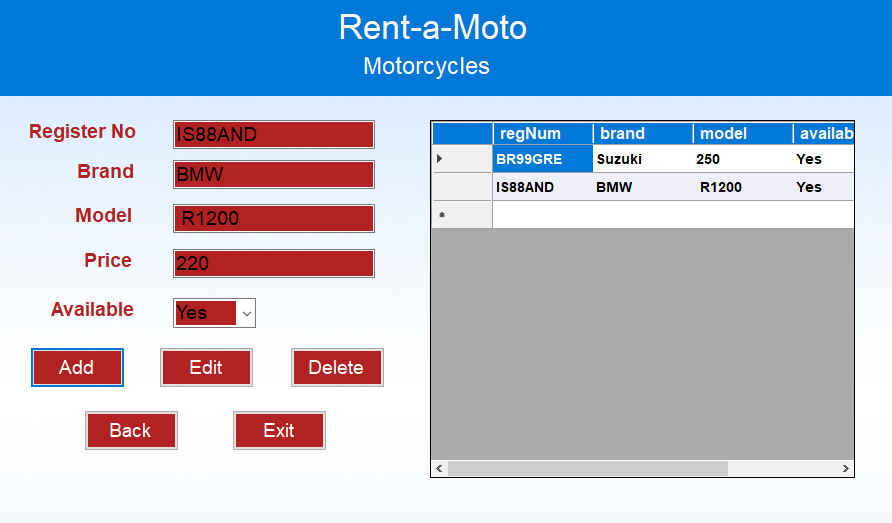 Rent-a-Moto
Motorcycles
Register No IS88AND
Brand BMW
Model R1200
Price 220
Available Yes
Add Edit Delete
Back Exit
regNum brand model availab
BR99GRE Suzuki 250 Yes
IS88AND BMW R1200 Yes